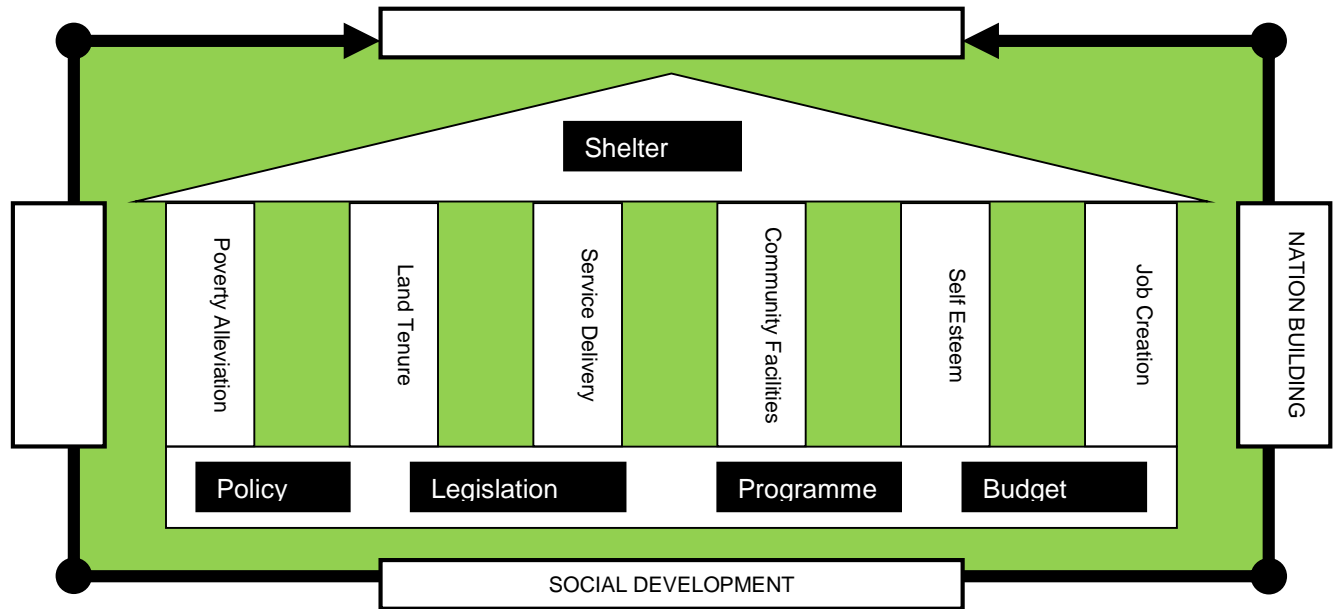 Shelter
Poverty Alleviation
Land Tenure
Service Delivery
Community Facilities
Self Esteem
Job Creation
NATION BUILDING
Policy
Legislation
Programme
Budget
SOCIAL DEVELOPMENT